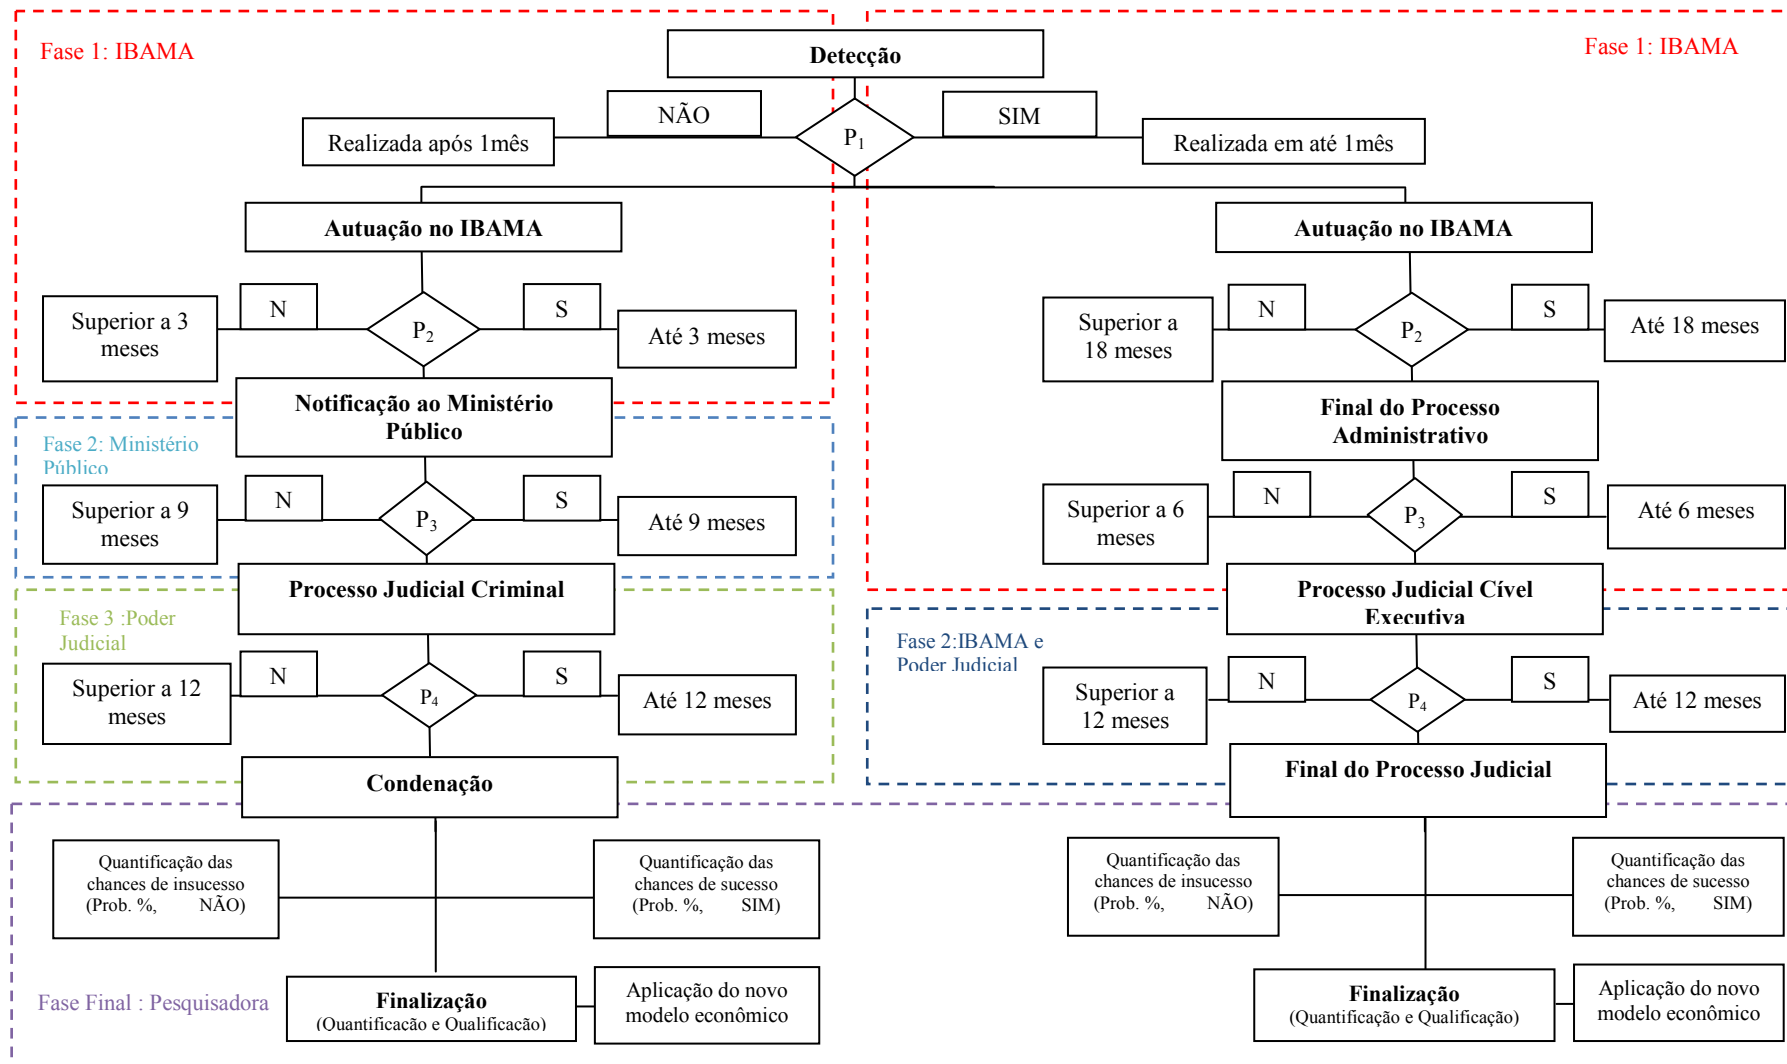 Fase 1: IBAMA
Fase 1: IBAMA
Detecção
NÃO
SIM
P1
Realizada após 1mês
Realizada em até 1mês
Autuação no IBAMA
Autuação no IBAMA
N
S
N
S
Superior a 3
meses
P2
Até 3 meses
Superior a
18 meses
P2
Até 18 meses
Notificação ao Ministério
Público
Final do Processo
Administrativo
Fase 2: Ministério
Público
N
S
N
S
Superior a 9
meses
P3
Até 9 meses
Superior a 6
meses
P3
Até 6 meses
Processo Judicial Criminal
Processo Judicial Cível
Executiva
Fase 3 :Poder
Judicial
Fase 2:IBAMA e
Poder Judicial
N
S
N
S
Superior a 12
meses
P4
Até 12 meses
Superior a
12 meses
P4
Até 12 meses
Condenação
Final do Processo Judicial
Quantificação das
chances de insucesso
(Prob. %, NÃO)
Quantificação das
chances de sucesso
(Prob. %, SIM)
Quantificação das
chances de insucesso
(Prob. %, NÃO)
Quantificação das
chances de sucesso
(Prob. %, SIM)
Fase Final : Pesquisadora
Finalização
(Quantificação e Qualificação)
Aplicação do novo
modelo econômico
Finalização
(Quantificação e Qualificação)
Aplicação do novo
modelo econômico